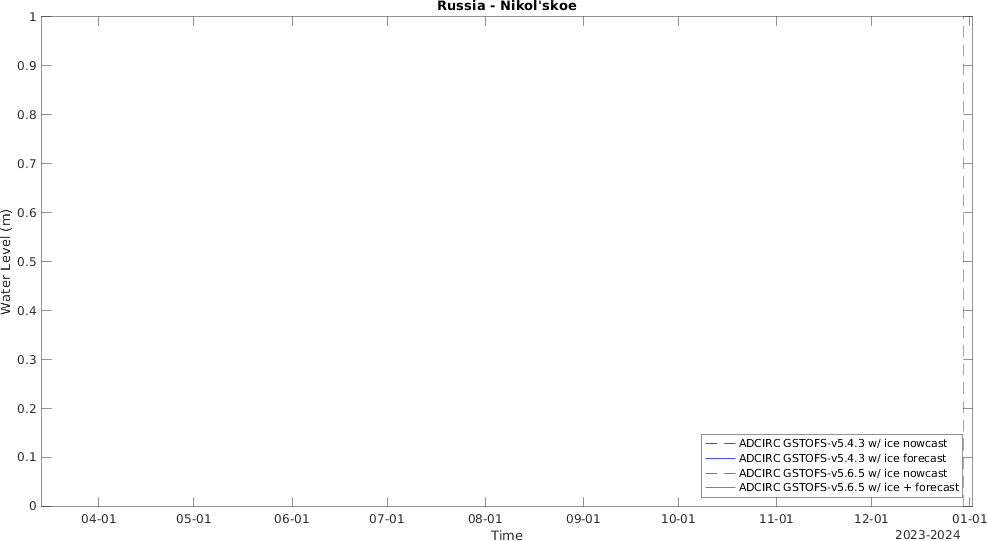 Russia - Nikol'skoe
1
0.9
0.8
0.7
0.6
0.5
0.4
0.3
0.2
0.1
0
Water Level (m)
ADCIRC GSTOFS-v5.4.3 w/ ice nowcast
ADCIRC GSTOFS-v5.4.3 w/ ice forecast
ADCIRC GSTOFS-v5.6.5 w/ ice nowcast
ADCIRC GSTOFS-v5.6.5 w/ ice + forecast
04-01 05-01 06-01 07-01 08-01 09-01 10-01 11-01 12-01 01-01
Time
2023-2024